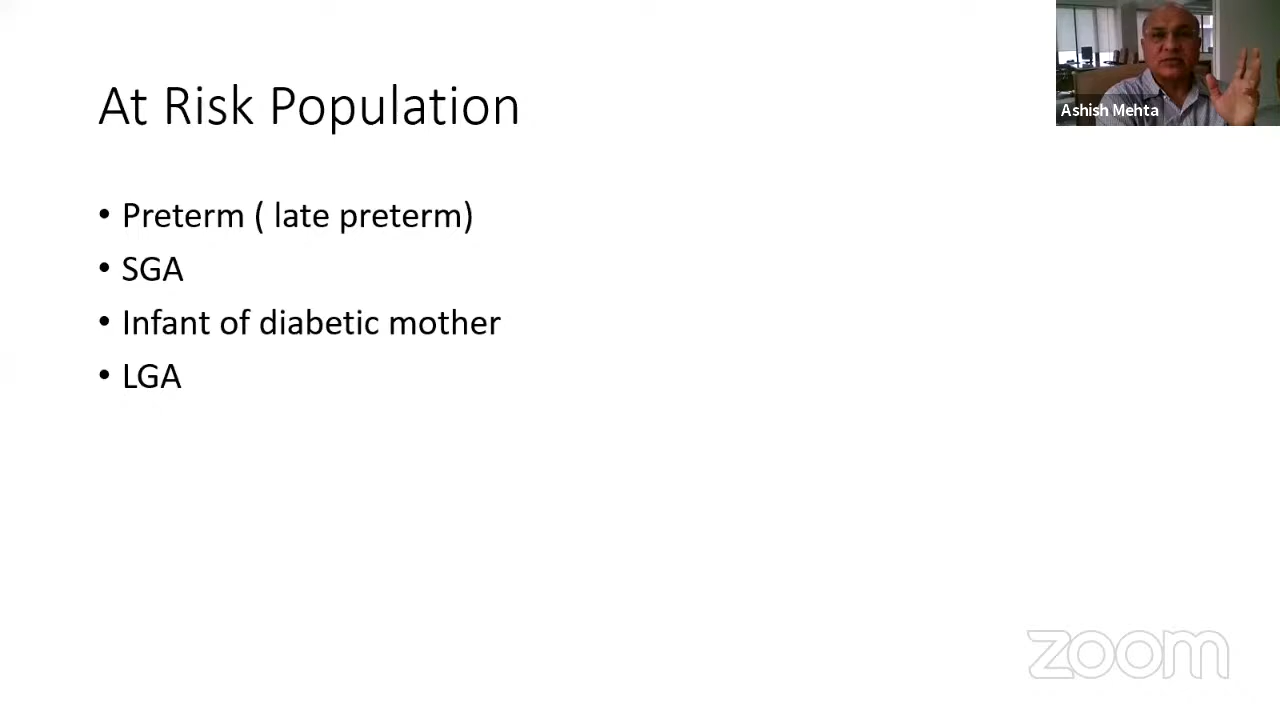 At Risk Population
• Preterm ( late preterm)
• SGA
• Infant of diabetic mother
• LGA
Ashish Mehta
zoom